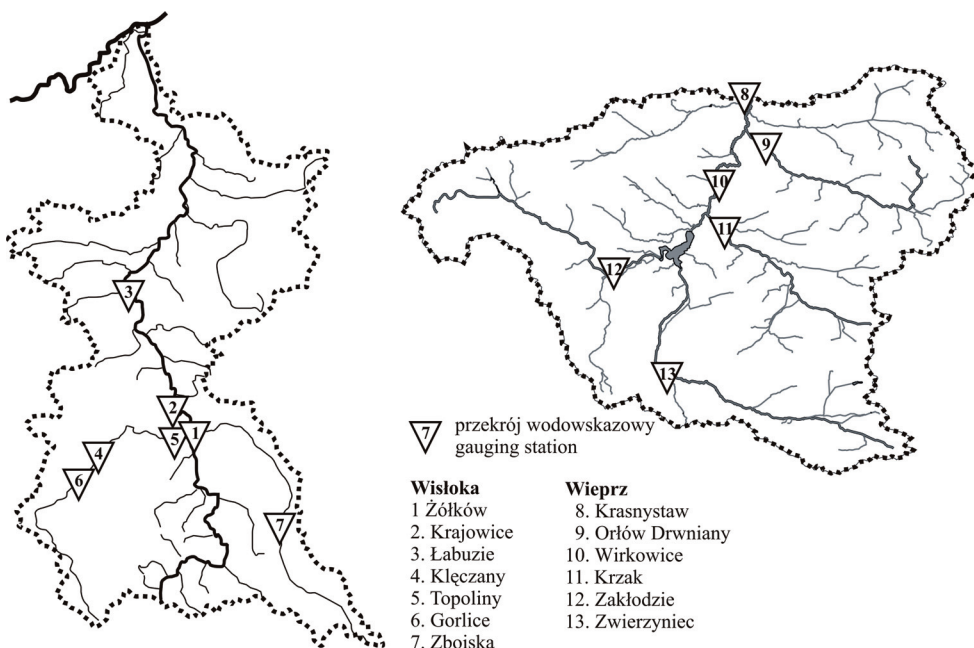 8
9
10
11
12
13
3
2
1
5
4
6
7
7 przekrój wodowskazowy
gauging station
Wisłoka
1 Żółków
2. Krajowice
3. Łabuzie
4. Klęczany
5. Topoliny
6. Gorlice
7. Zboiska
Wieprz
8. Krasnystaw
9. Orłów Drwniany
10. Wirkowice
11. Krzak
12. Zakłodzie
13. Zwierzyniec